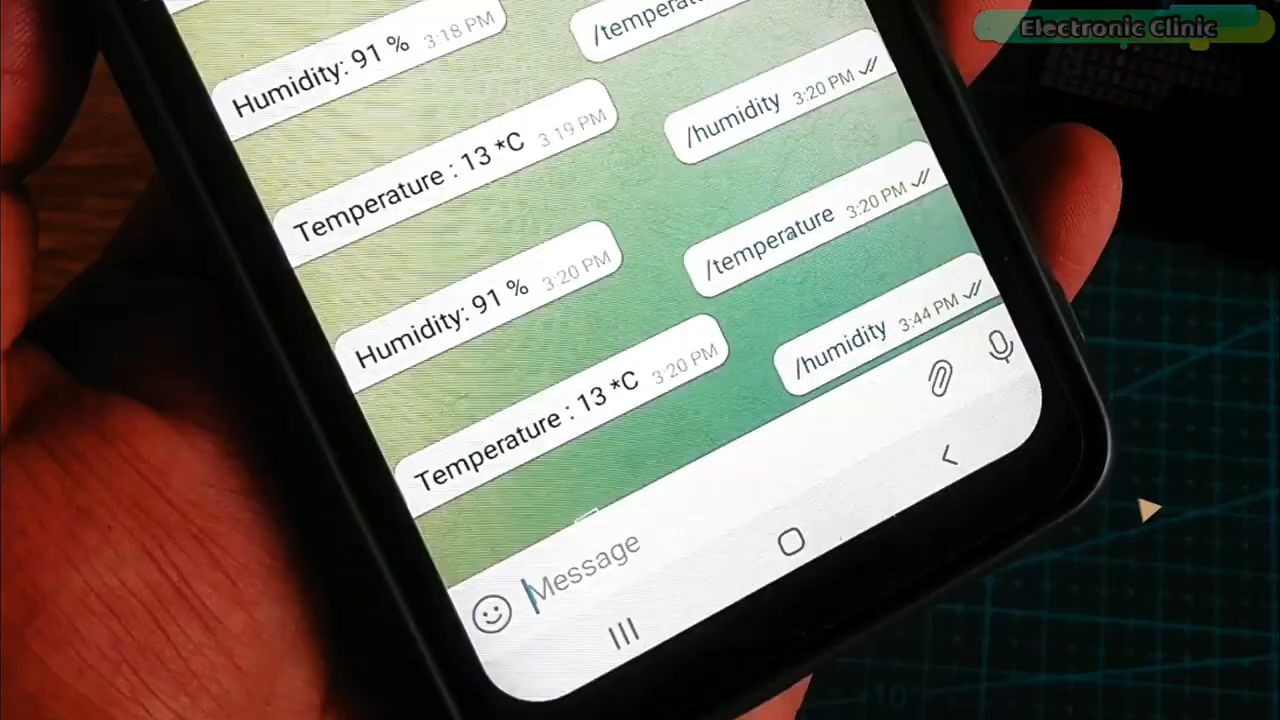 Electronic Clinic
Humidity: 91 % 3:18 PM
Temperature : 13 *C 3:19 PM
/humidity 3:20 PM
Humidity: 91 % 3:20 PM
/temperature 3:20 PM
Temperature : 13 *C 3:20 PM
/humidity 3:44 PM
Message